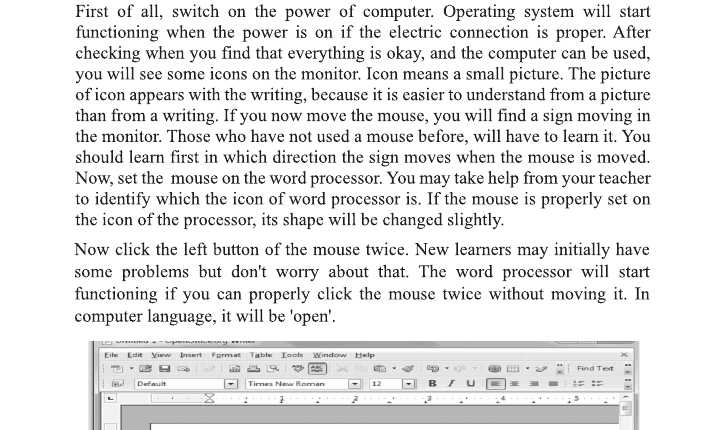 First of all, switch on the power of computer. Operating system will start
functioning when the power is on if the electric connection is proper. After
checking when you find that everything is okay, and the computer can be used,
you will see some icons on the monitor. Icon means a small picture. The picture
of icon appears with the writing, because it is easier to understand from a picture
than from a writing. If you now move the mouse, you will find a sign moving in
the monitor. Those who have not used a mouse before, will have to learn it. You
should learn first in which direction the sign moves when the mouse is moved.
Now, set the mouse on the word processor. You may take help from your teacher
to identify which the icon of word processor is. If the mouse is properly set on
the icon of the processor, its shape will be changed slightly.
Now click the left button of the mouse twice. New learners may initially have
some problems but don't worry about that. The word processor will start
functioning if you can properly click the mouse twice without moving it. In
computer language, it will be 'open'.
File Edit View Insert Format Table Tools Window Help
Find Text
Default Times New Roman 12 B I U
1 2 3 4 5